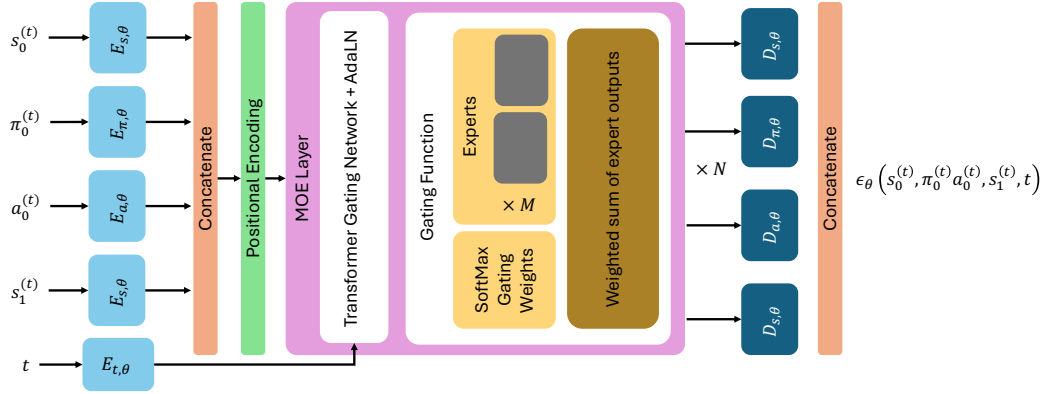 s_0^{(t)}
E_{s,θ}
π_0^{(t)}
E_{π,θ}
a_0^{(t)}
E_{a,θ}
s_1^{(t)}
E_{s,θ}
t
E_{t,θ}
Concatenate
Positional Encoding
MOE Layer
Transformer Gating Network + AdaLN
Gating Function
Experts
× M
SoftMax
Gating
Weights
Weighted sum of expert outputs
× N
D_{s,θ}
D_{π,θ}
D_{a,θ}
D_{s,θ}
Concatenate
ϵ_θ (s_0^{(t)}, π_0^{(t)} a_0^{(t)}, s_1^{(t)}, t)